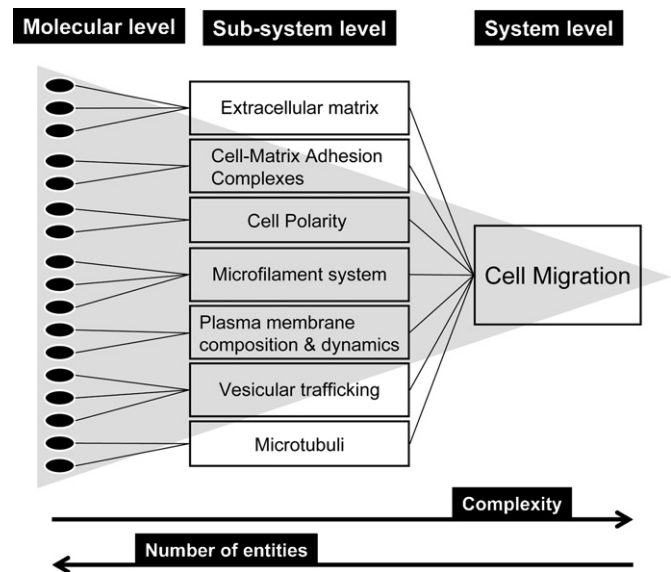 Molecular level
Sub-system level
System level
Extracellular matrix
Cell-Matrix Adhesion
Complexes
Cell Polarity
Microfilament system
Plasma membrane
composition & dynamics
Vesicular trafficking
Microtubuli
Cell Migration
Complexity
Number of entities